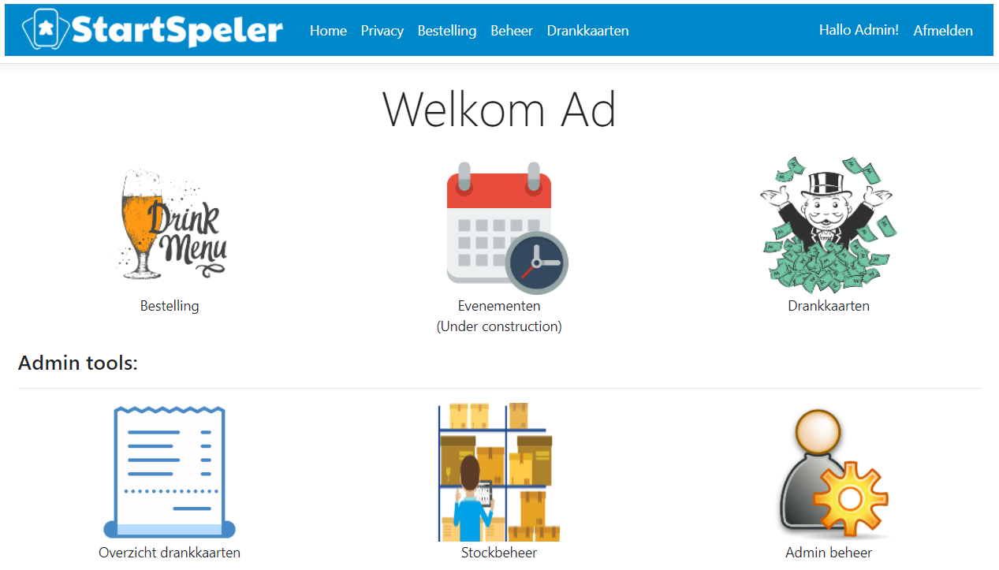 StartSpeler Home Privacy Bestelling Beheer Drankkaarten Hallo Admin! Afmelden
Welkom Ad
Drink
Menu
Bestelling Evenementen Drankkaarten
(Under construction)
Admin tools:
Overzicht drankkaarten Stockbeheer Admin beheer